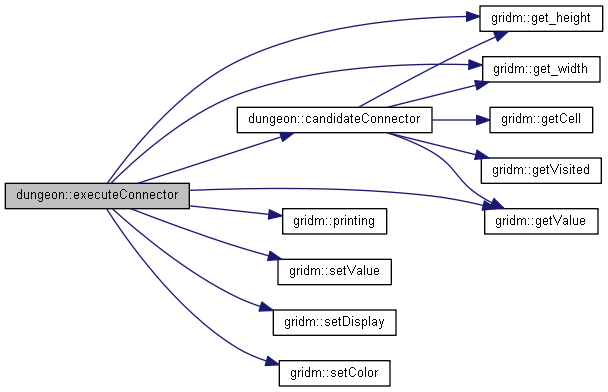 gridm::get_height
gridm::get_width
dungeon::candidateConnector
gridm::getCell
gridm::getVisited
dungeon::executeConnector
gridm::printing
gridm::getValue
gridm::setValue
gridm::setDisplay
gridm::setColor